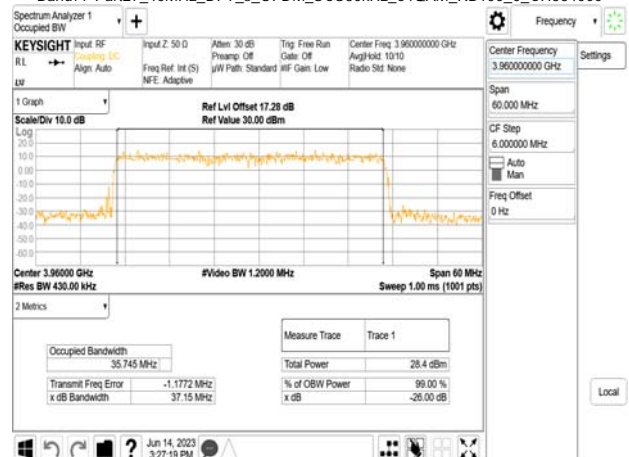 Spectrum Analyzer 1
Occupied BW
Frequency
KEYSIGHT
RL
Input: RF
Coupling: DC
Align: Auto
Input Z: 50 Ω
Freq Ref: Int (S)
NFE: Adaptive
Atten: 30 dB
Preamp: Off
µW Path: Standard
Trig: Free Run
Gate: Off
#IF Gain: Low
Center Freq: 3.960000000 GHz
Avg|Hold: 10/10
Radio Std: None
Center Frequency
3.960000000 GHz
Settings
Span
60.000 MHz
CF Step
6.000000 MHz
Auto
Man
Freq Offset
0 Hz
1 Graph
Scale/Div 10.0 dB
Ref Lvl Offset 17.28 dB
Ref Value 30.00 dBm
Log
20.0
10.0
0.00
-10.0
-20.0
-30.0
-40.0
-50.0
-60.0
Center 3.96000 GHz
#Res BW 430.00 kHz
#Video BW 1.2000 MHz
Span 60 MHz
Sweep 1.00 ms (1001 pts)
2 Metrics
Measure Trace Trace 1
Occupied Bandwidth
35.745 MHz
Total Power 28.4 dBm
Transmit Freq Error -1.1772 MHz
% of OBW Power 99.00 %
x dB Bandwidth 37.15 MHz
x dB -26.00 dB
Local
Jun 14, 2023
3:27:19 PM